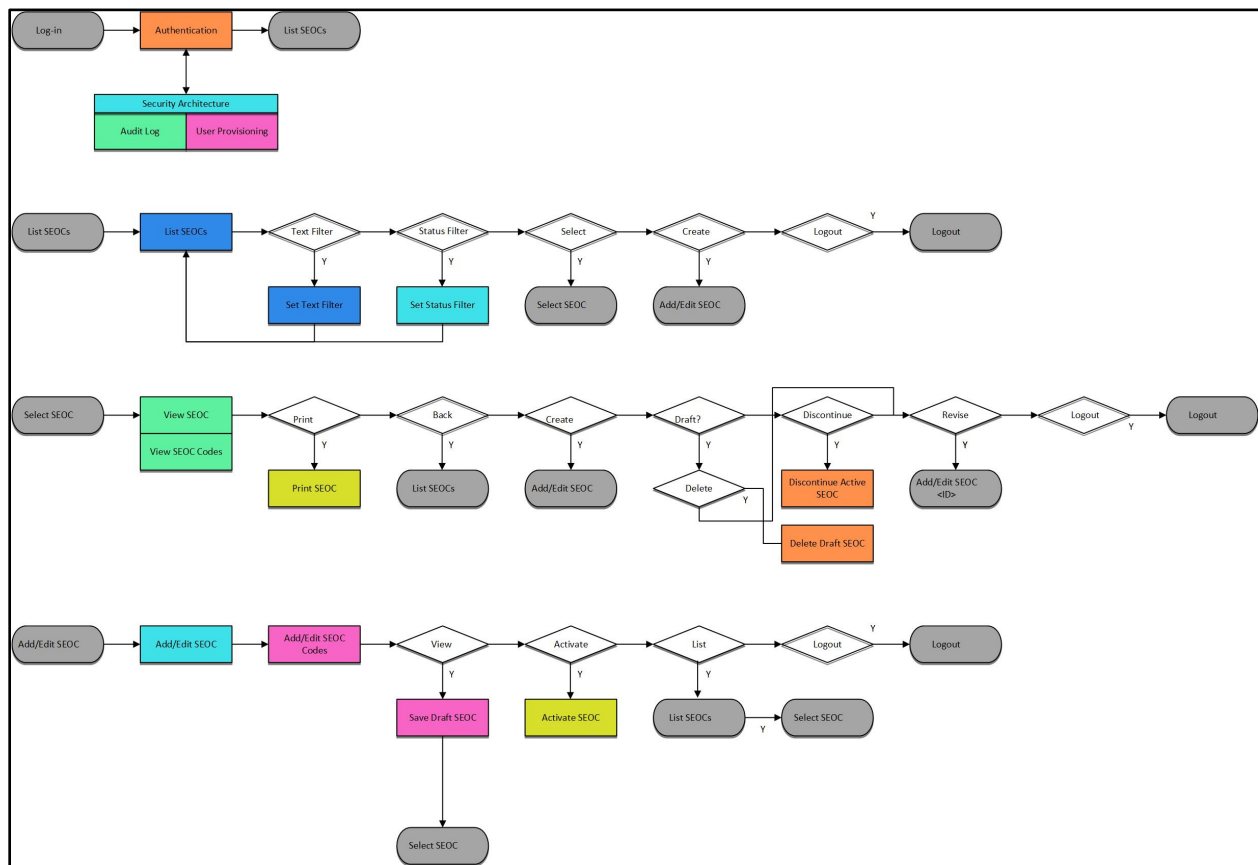 Log-in
Authentication
List SEOCs
Security Architecture
Audit Log
User Provisioning
List SEOCs
List SEOCs
Text Filter
Status Filter
Select
Create
Logout
Y
Logout
Y
Y
Y
Y
Set Text Filter
Set Status Filter
Select SEOC
Add/Edit SEOC
Select SEOC
View SEOC
View SEOC Codes
Print
Back
Create
Draft?
Discontinue
Revise
Logout
Y
Logout
Y
Y
Y
Y
Y
Y
Print SEOC
List SEOCs
Add/Edit SEOC
Delete
Y
Discontinue Active
SEOC
Add/Edit SEOC
<ID>
Delete Draft SEOC
Add/Edit SEOC
Add/Edit SEOC
Add/Edit SEOC
Codes
View
Activate
List
Logout
Y
Logout
Y
Y
Y
Save Draft SEOC
Activate SEOC
List SEOCs
Y
Select SEOC
Select SEOC